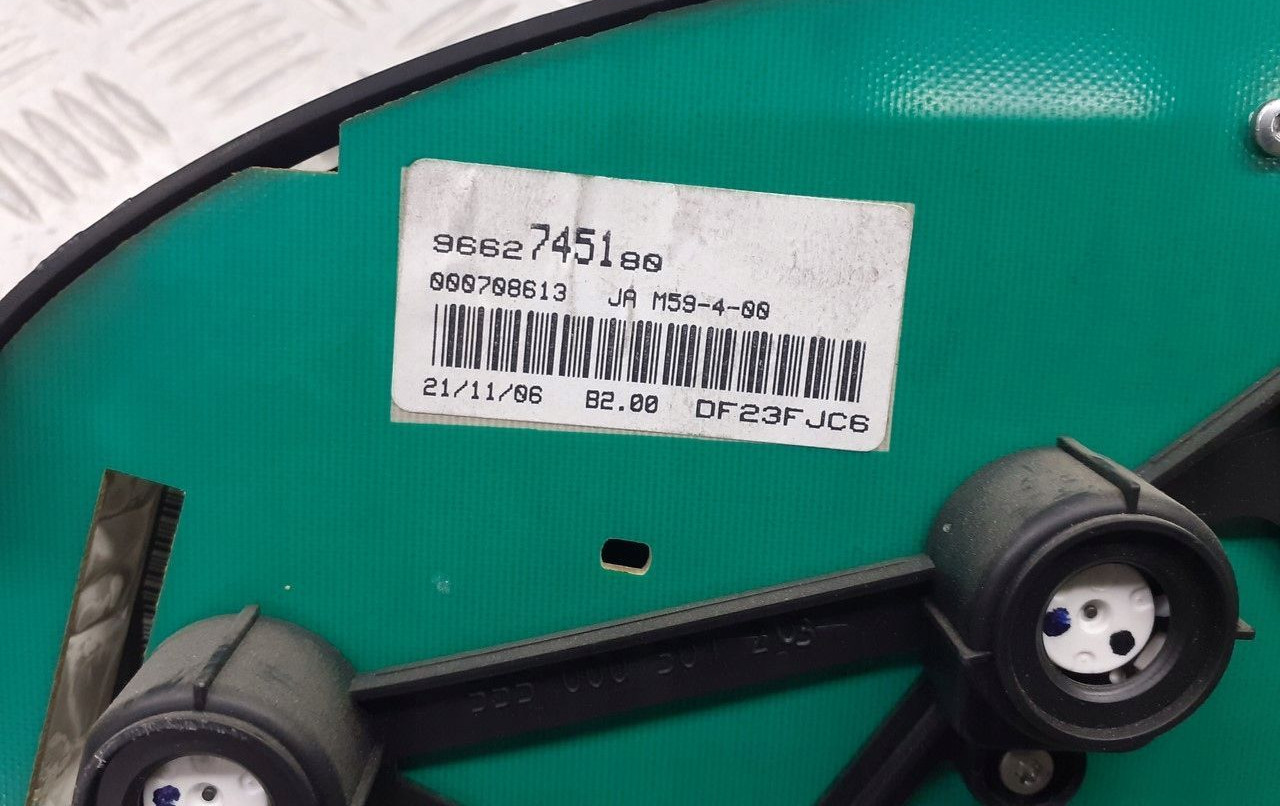 9662745180
000708613 JA M59-4-00
21/11/06 B2.00 DF23FJC6